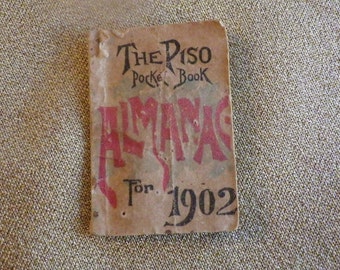 THE PISO
POCKET BOOK
ALMANAC
FOR 1902